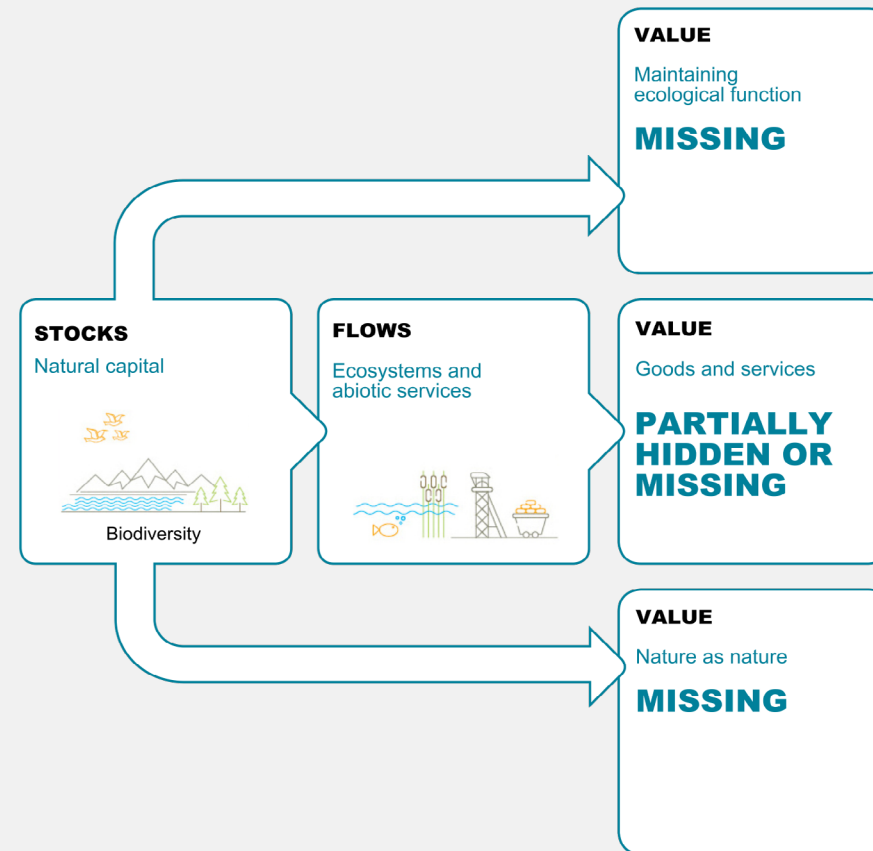 VALUE
Maintaining
ecological function
MISSING
STOCKS
Natural capital
Biodiversity
FLOWS
Ecosystems and
abiotic services
VALUE
Goods and services
PARTIALLY
HIDDEN OR
MISSING
VALUE
Nature as nature
MISSING